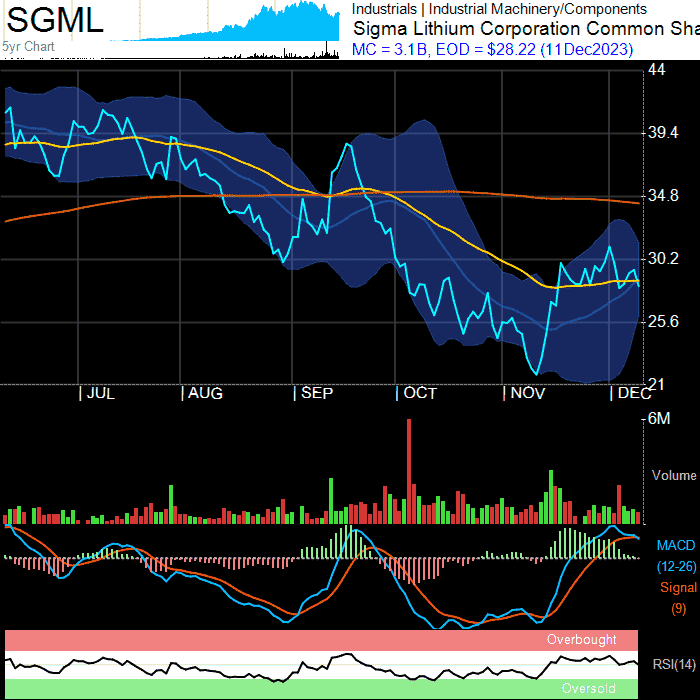 SGML
5yr Chart
Industrials | Industrial Machinery/Components
Sigma Lithium Corporation Common Sha
MC = 3.1B, EOD = $28.22 (11Dec2023)
44
39.4
34.8
30.2
25.6
21
JUL AUG SEP OCT NOV DEC
6M
Volume
MACD
(12-26)
Signal
(9)
Overbought
RSI(14)
Oversold